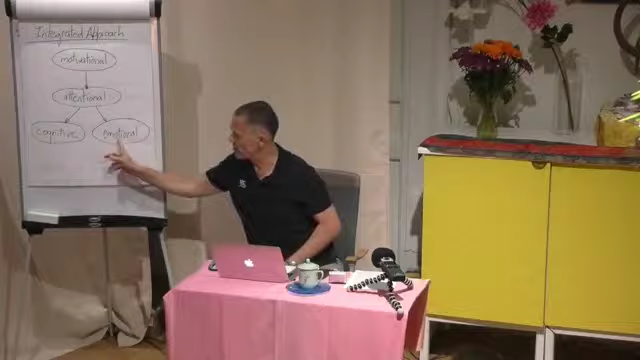 Integrated Approach
motivational
attentional
cognitive
emotional